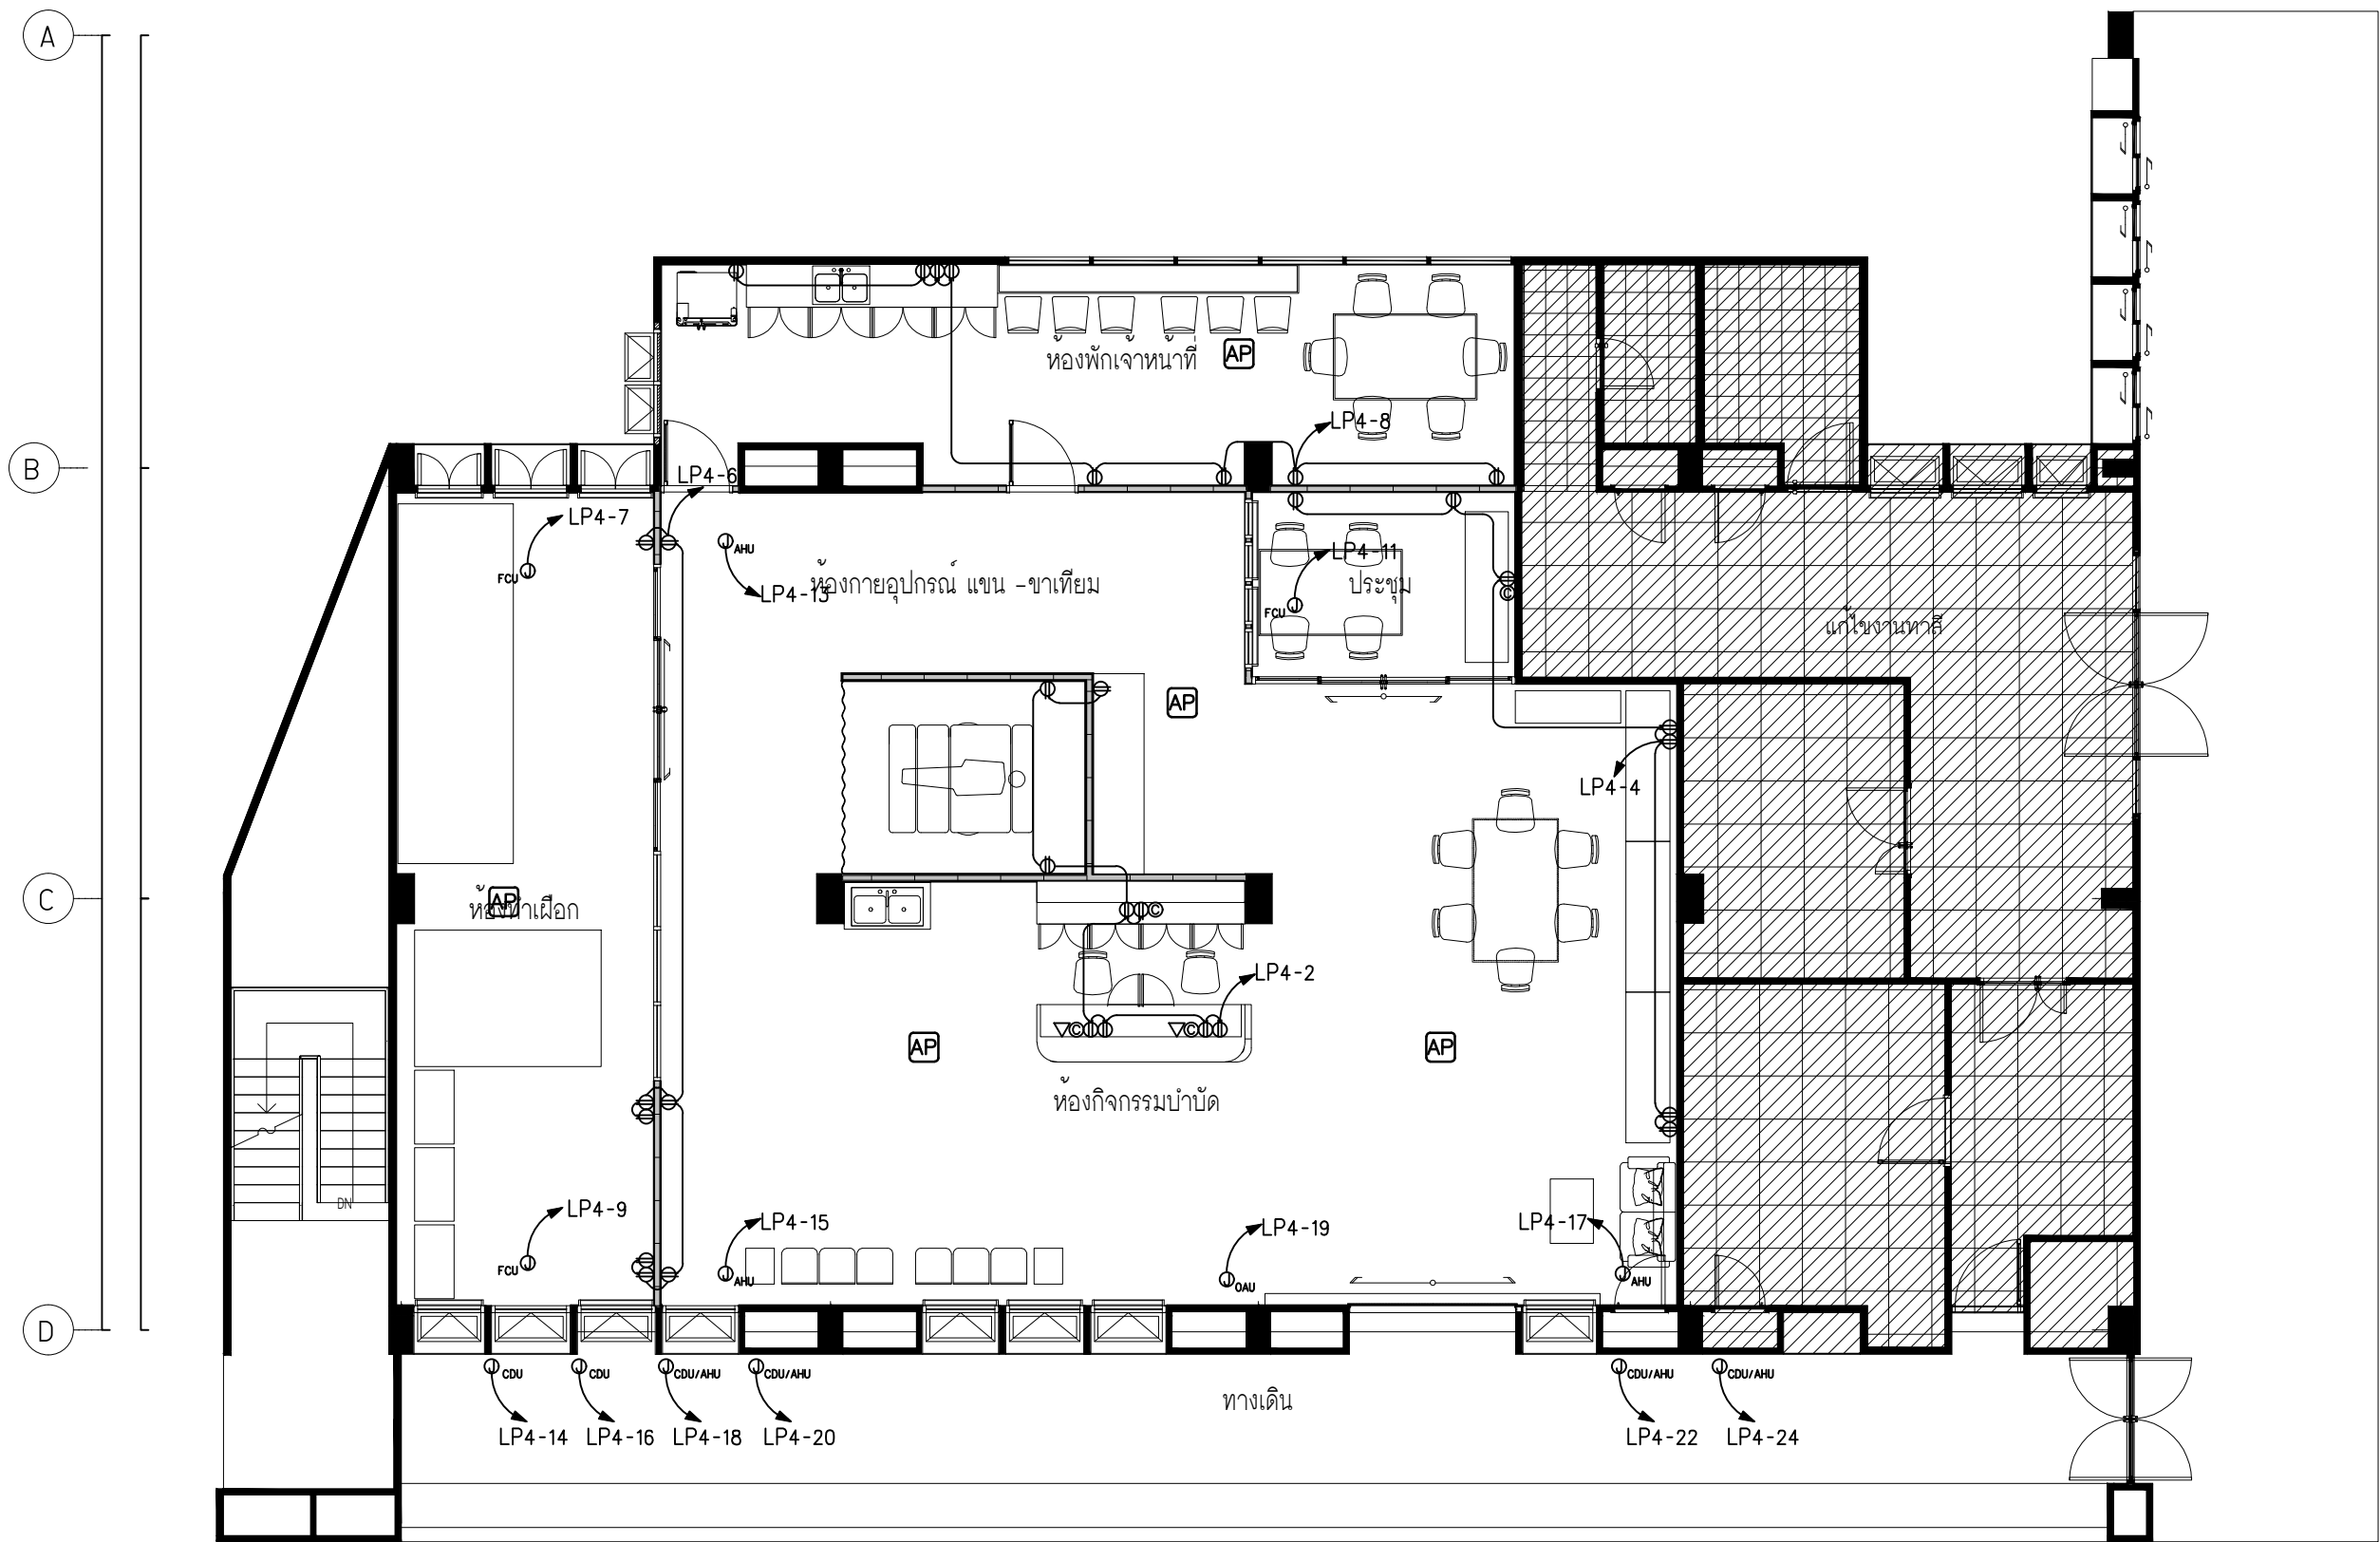 A
B
C
D
ห้องพักเจ้าหน้าที่
AP
LP4-8
LP4-6
LP4-7
FCU
AHU
LP4-13
ห้องกายอุปกรณ์ แขน -ขาเทียม
LP4-11
FCU
ประชุม
C
แก้ไขงานทาสี
AP
LP4-4
ห้องทำเฝือก
AP
C
LP4-2
C
C
AP
AP
ห้องกิจกรรมบำบัด
DN
LP4-9
FCU
LP4-15
AHU
LP4-19
OAU
LP4-17
AHU
J CDU
J CDU
J CDU/AHU
J CDU/AHU
J CDU/AHU
J CDU/AHU
ทางเดิน
LP4-14
LP4-16
LP4-18
LP4-20
LP4-22
LP4-24